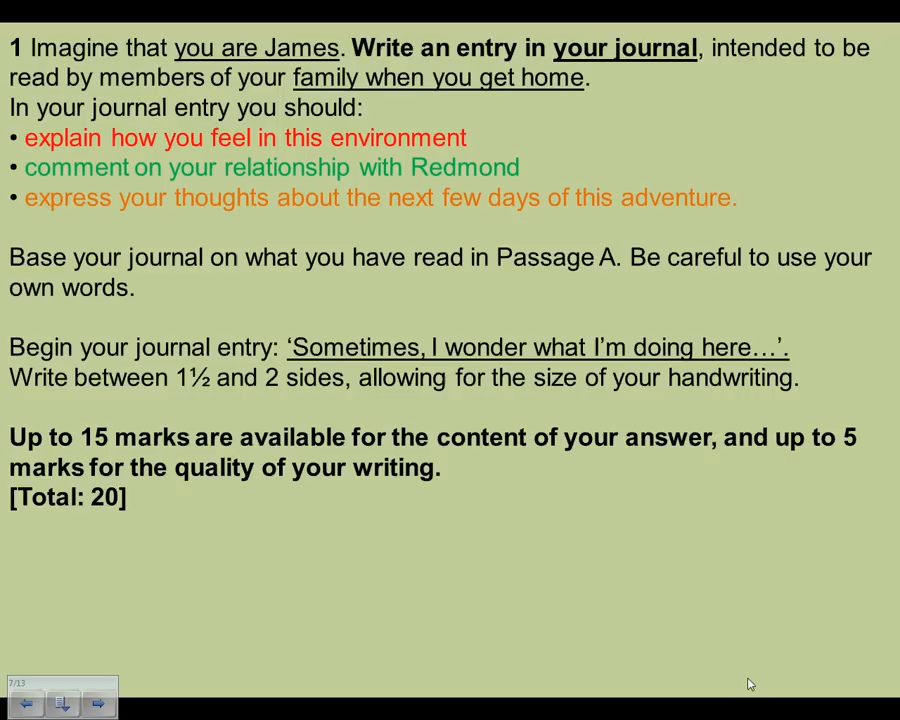 1 Imagine that you are James. Write an entry in your journal, intended to be
read by members of your family when you get home.
In your journal entry you should:
• explain how you feel in this environment
• comment on your relationship with Redmond
• express your thoughts about the next few days of this adventure.
Base your journal on what you have read in Passage A. Be careful to use your
own words.
Begin your journal entry: ‘Sometimes, I wonder what I’m doing here…’.
Write between 1½ and 2 sides, allowing for the size of your handwriting.
Up to 15 marks are available for the content of your answer, and up to 5
marks for the quality of your writing.
[Total: 20]
7/13